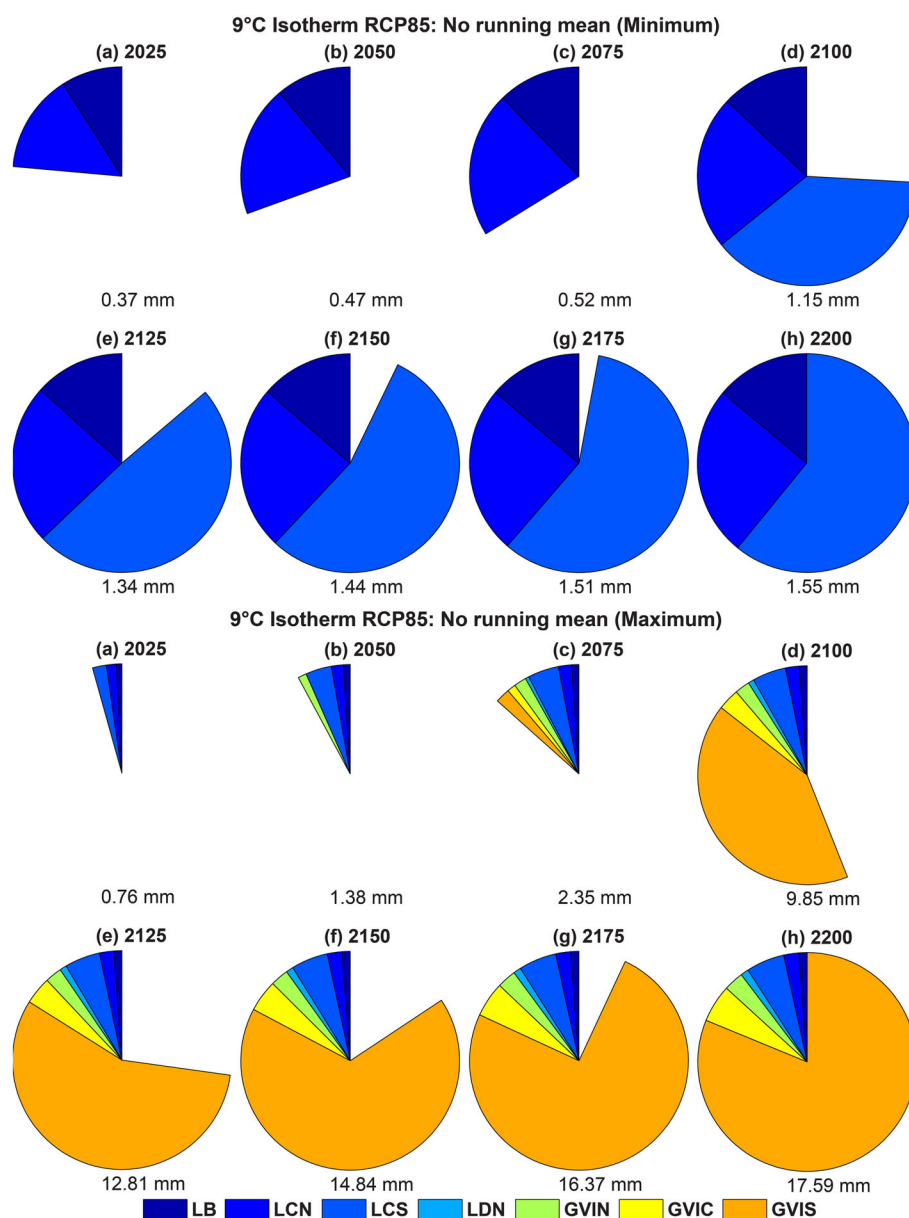 9°C Isotherm RCP85: No running mean (Minimum)
(a) 2025 (b) 2050 (c) 2075 (d) 2100
0.37 mm 0.47 mm 0.52 mm 1.15 mm
(e) 2125 (f) 2150 (g) 2175 (h) 2200
1.34 mm 1.44 mm 1.51 mm 1.55 mm
9°C Isotherm RCP85: No running mean (Maximum)
(a) 2025 (b) 2050 (c) 2075 (d) 2100
0.76 mm 1.38 mm 2.35 mm 9.85 mm
(e) 2125 (f) 2150 (g) 2175 (h) 2200
12.81 mm 14.84 mm 16.37 mm 17.59 mm
LB LCN LCS LDN GVIN GVIC GVIS